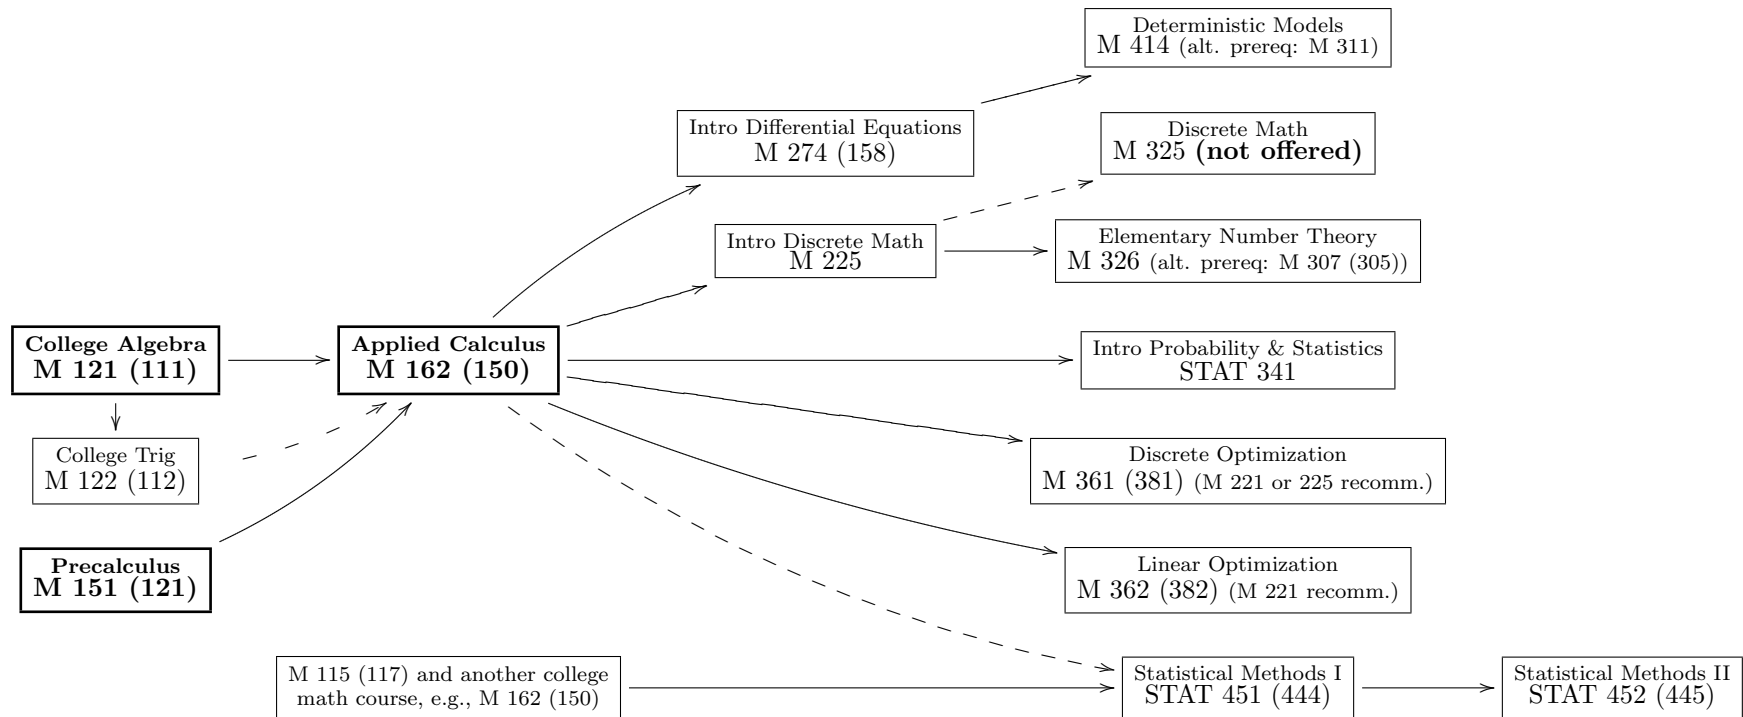 Deterministic Models
M 414 (alt. prereq: M 311)
Intro Differential Equations
M 274 (158)
Discrete Math
M 325 (not offered)
Intro Discrete Math
M 225
Elementary Number Theory
M 326 (alt. prereq: M 307 (305))
College Algebra
M 121 (111)
Applied Calculus
M 162 (150)
Intro Probability & Statistics
STAT 341
College Trig
M 122 (112)
Discrete Optimization
M 361 (381) (M 221 or 225 recomm.)
Precalculus
M 151 (121)
Linear Optimization
M 362 (382) (M 221 recomm.)
M 115 (117) and another college
math course, e.g., M 162 (150)
Statistical Methods I
STAT 451 (444)
Statistical Methods II
STAT 452 (445)